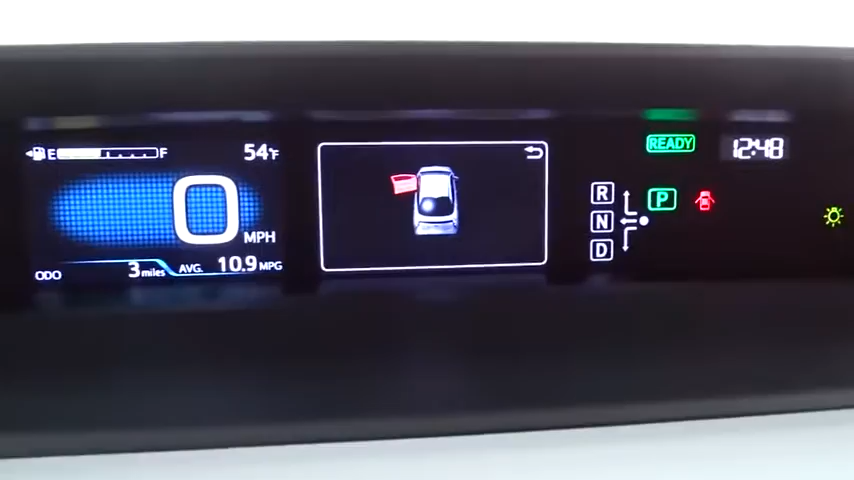 E F 54°F
0 MPH
ODO 3 miles AVG. 10.9 MPG
R
N
D
P
READY
12:48